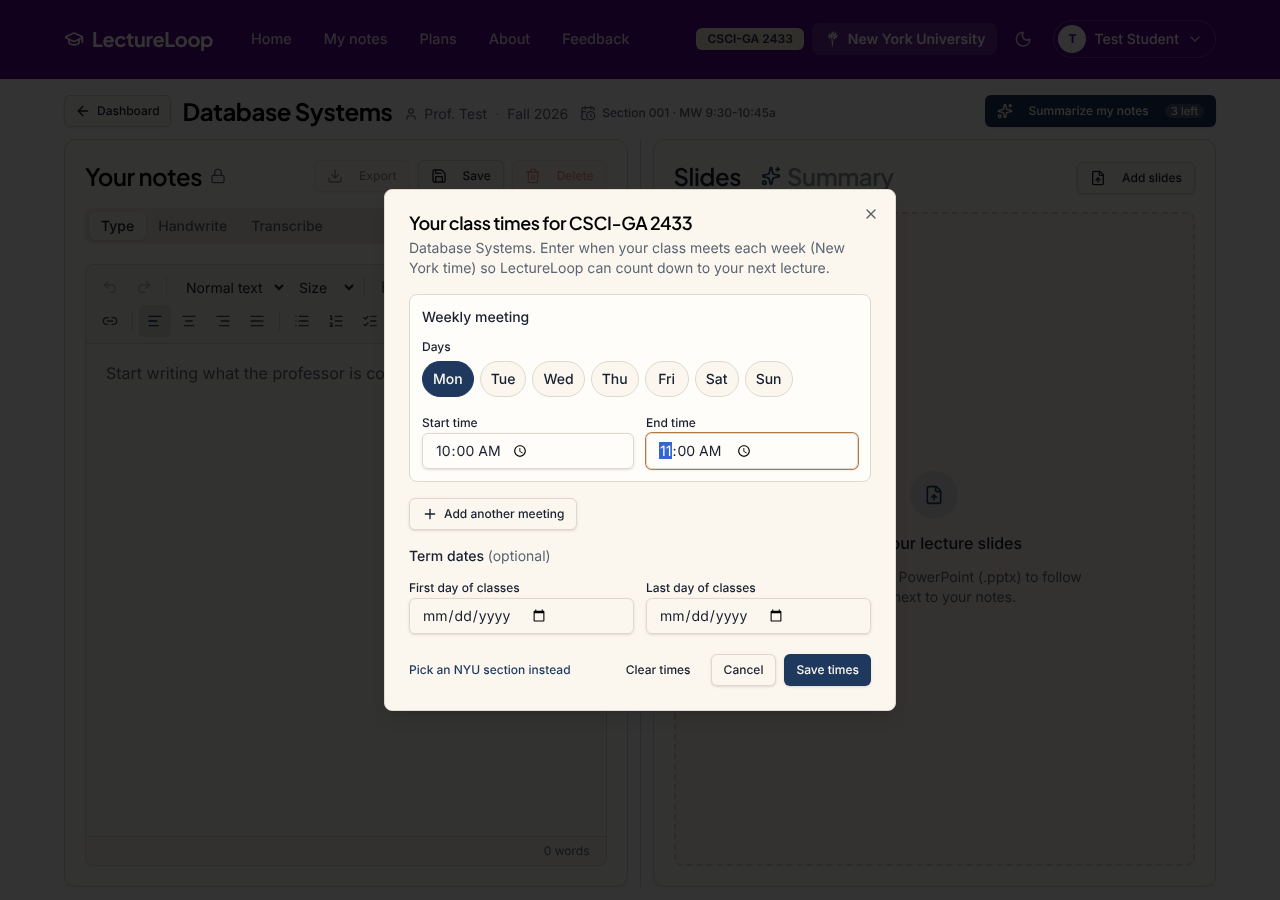 LectureLoop
Home
My notes
Plans
About
Feedback
CSCI-GA 2433
New York University
T
Test Student
Dashboard
Database Systems
Prof. Test · Fall 2026
Section 001 · MW 9:30-10:45a
Summarize my notes
3 left
Your notes
Export
Save
Delete
Slides
Summary
Add slides
Type
Handwrite
Transcribe
Normal text
Size
Start writing what the professor is co
Your class times for CSCI-GA 2433
Database Systems. Enter when your class meets each week (New
York time) so LectureLoop can count down to your next lecture.
Weekly meeting
Days
Mon
Tue
Wed
Thu
Fri
Sat
Sun
Start time
End time
10:00 AM
11:00 AM
Add another meeting
Term dates (optional)
First day of classes
Last day of classes
mm/dd/yyyy
mm/dd/yyyy
Pick an NYU section instead
Clear times
Cancel
Save times
our lecture slides
PowerPoint (.pptx) to follow
next to your notes.
0 words